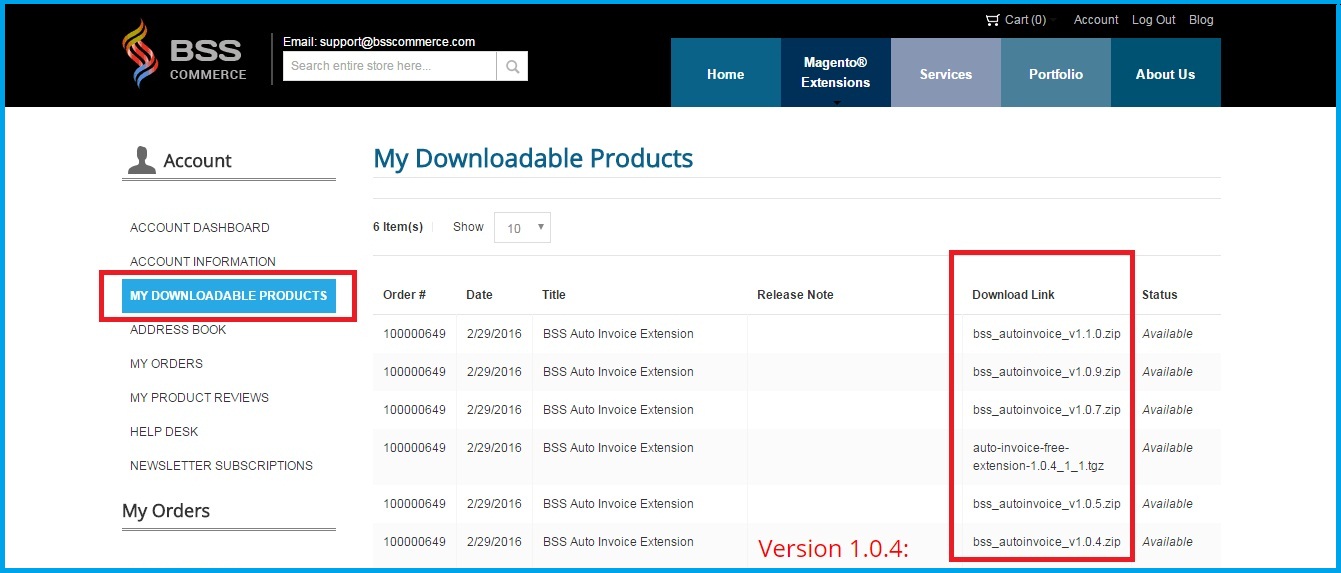 Cart (0) Account Log Out Blog
BSS
COMMERCE
Email: support@bsscommerce.com
Search entire store here...
Home
Magento®
Extensions
Services
Portfolio
About Us
Account
ACCOUNT DASHBOARD
ACCOUNT INFORMATION
MY DOWNLOADABLE PRODUCTS
ADDRESS BOOK
MY ORDERS
MY PRODUCT REVIEWS
HELP DESK
NEWSLETTER SUBSCRIPTIONS
My Orders
My Downloadable Products
6 Item(s) Show 10
Order # Date Title Release Note Download Link Status
100000649 2/29/2016 BSS Auto Invoice Extension bss_autoinvoice_v1.1.0.zip Available
100000649 2/29/2016 BSS Auto Invoice Extension bss_autoinvoice_v1.0.9.zip Available
100000649 2/29/2016 BSS Auto Invoice Extension bss_autoinvoice_v1.0.7.zip Available
100000649 2/29/2016 BSS Auto Invoice Extension auto-invoice-free- Available
extension-1.0.4_1_1.tgz
100000649 2/29/2016 BSS Auto Invoice Extension bss_autoinvoice_v1.0.5.zip Available
100000649 2/29/2016 BSS Auto Invoice Extension Version 1.0.4: bss_autoinvoice_v1.0.4.zip Available